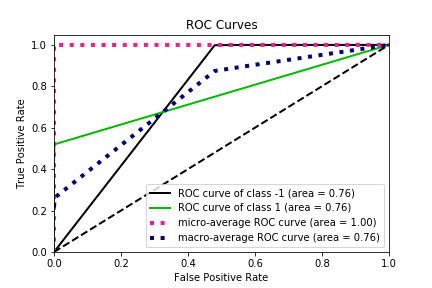 ROC Curves
True Positive Rate
1.0
0.8
0.6
0.4
0.2
0.0
ROC curve of class -1 (area = 0.76)
ROC curve of class 1 (area = 0.76)
micro-average ROC curve (area = 1.00)
macro-average ROC curve (area = 0.76)
0.0 0.2 0.4 0.6 0.8 1.0
False Positive Rate